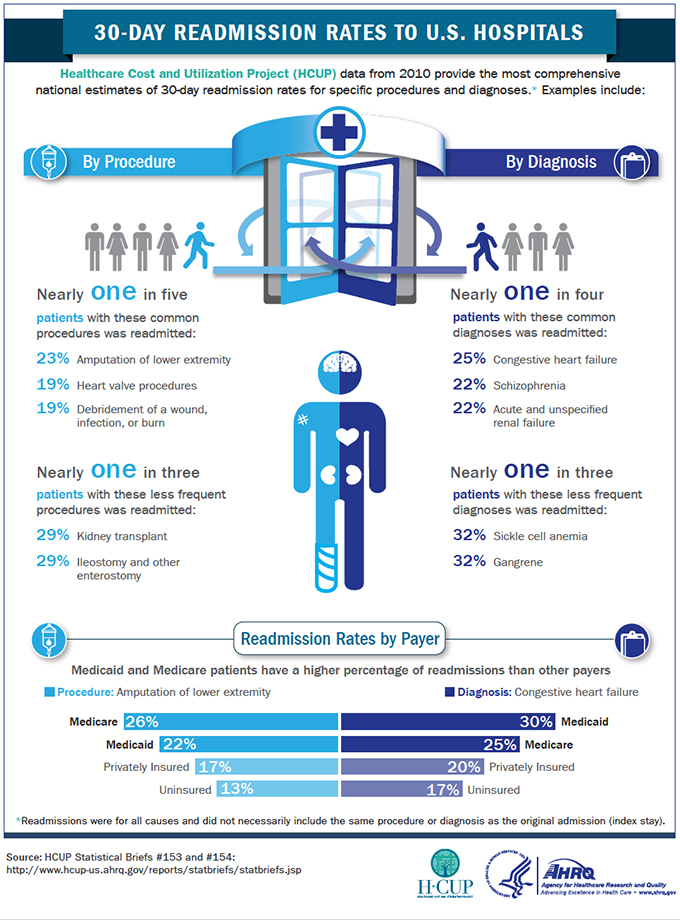 30-DAY READMISSION RATES TO U.S. HOSPITALS
Healthcare Cost and Utilization Project (HCUP) data from 2010 provide the most comprehensive
national estimates of 30-day readmission rates for specific procedures and diagnoses.* Examples include:
By Procedure
Nearly one in five
patients with these common
procedures was readmitted:
23% Amputation of lower extremity
19% Heart valve procedures
19% Debridement of a wound,
infection, or burn
Nearly one in three
patients with these less frequent
procedures was readmitted:
29% Kidney transplant
29% Ileostomy and other
enterostomy
By Diagnosis
Nearly one in four
patients with these common
diagnoses was readmitted:
25% Congestive heart failure
22% Schizophrenia
22% Acute and unspecified
renal failure
Nearly one in three
patients with these less frequent
diagnoses was readmitted:
32% Sickle cell anemia
32% Gangrene
Readmission Rates by Payer
Medicaid and Medicare patients have a higher percentage of readmissions than other payers
Procedure: Amputation of lower extremity
Diagnosis: Congestive heart failure
Medicare 26% 30% Medicaid
Medicaid 22% 25% Medicare
Privately Insured 17% 20% Privately Insured
Uninsured 13% 17% Uninsured
*Readmissions were for all causes and did not necessarily include the same procedure or diagnosis as the original admission (index stay).
Source: HCUP Statistical Briefs #153 and #154:
http://www.hcup-us.ahrq.gov/reports/statbriefs/statbriefs.jsp
H·CUP
HEALTHCARE COST AND UTILIZATION PROJECT
AHRQ
Agency for Healthcare Research and Quality
Advancing Excellence in Health Care • www.ahrq.gov